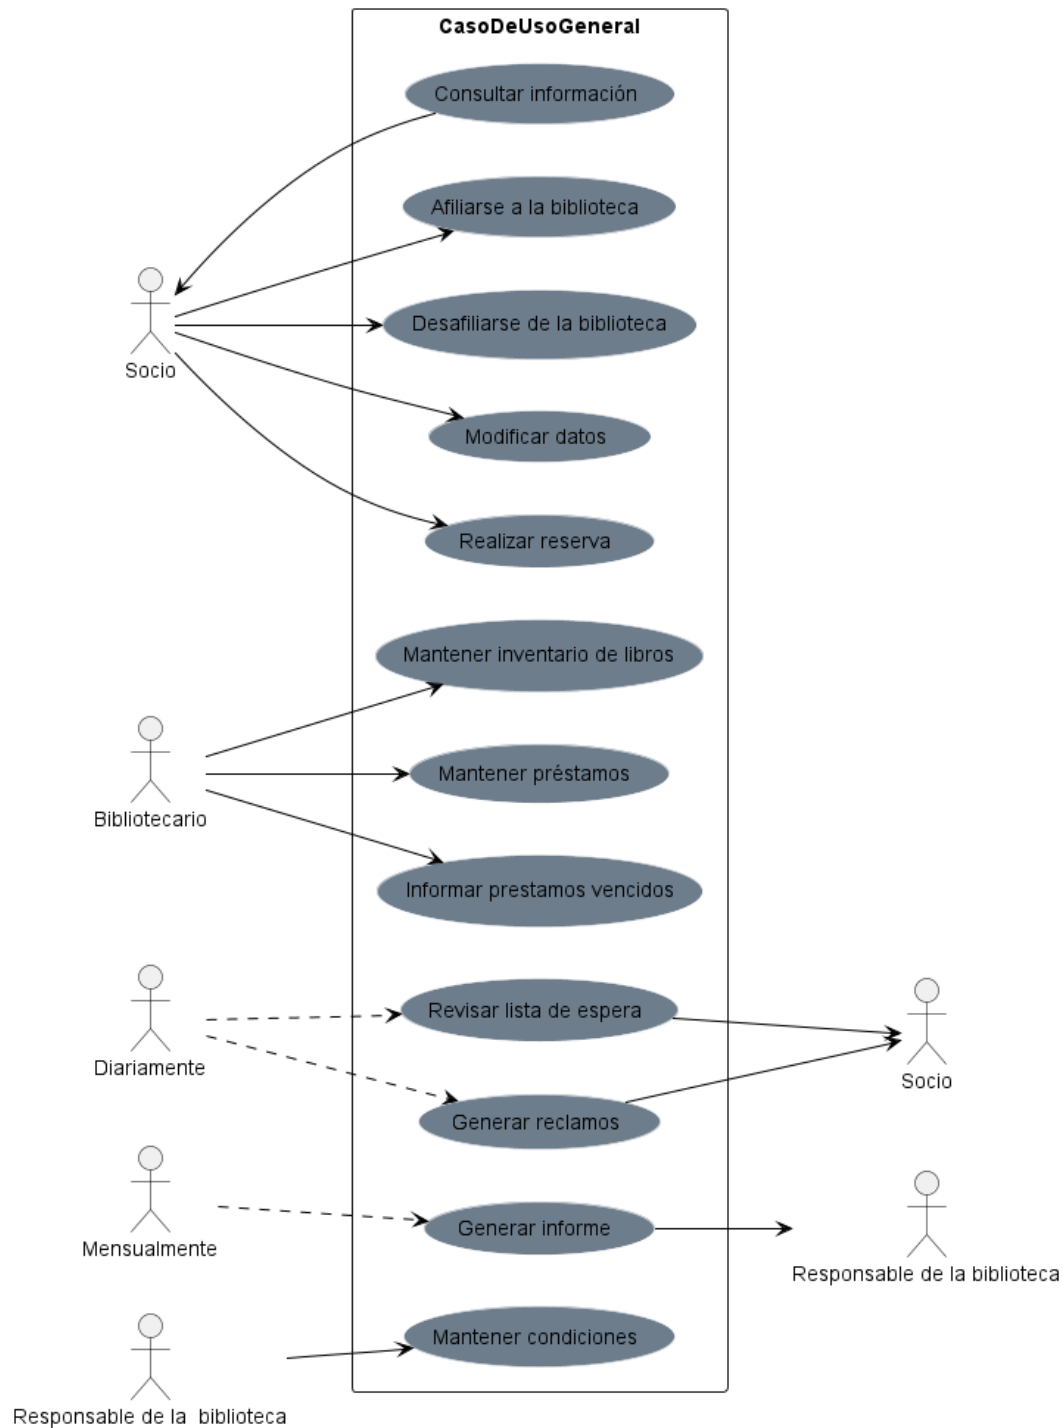 CasoDeUsoGeneral
Consultar información
Afiliarse a la biblioteca
Desafiliarse de la biblioteca
Socio
Modificar datos
Realizar reserva
Mantener inventario de libros
Mantener préstamos
Bibliotecario
Informar prestamos vencidos
Revisar lista de espera
Diariamente
Socio
Generar reclamos
Generar informe
Mensualmente
Responsable de la biblioteca
Mantener condiciones
Responsable de la  biblioteca